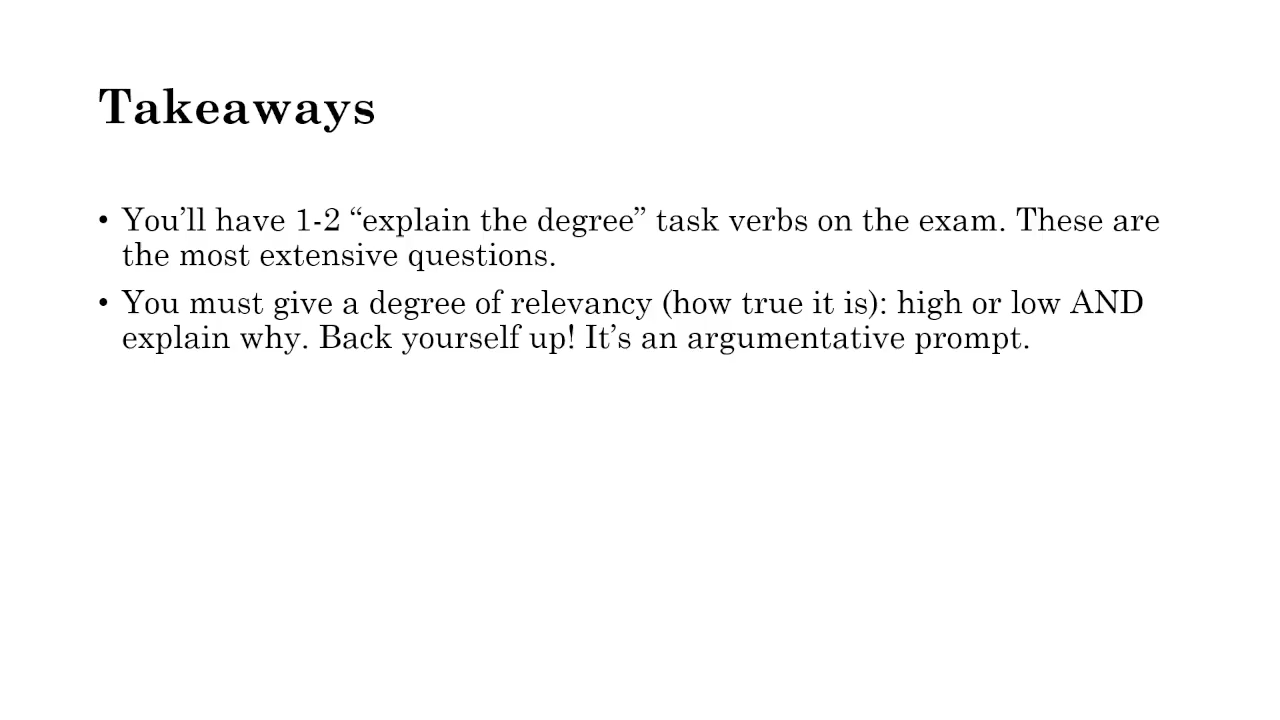 Takeaways
• You’ll have 1-2 “explain the degree” task verbs on the exam. These are
the most extensive questions.
• You must give a degree of relevancy (how true it is): high or low AND
explain why. Back yourself up! It’s an argumentative prompt.